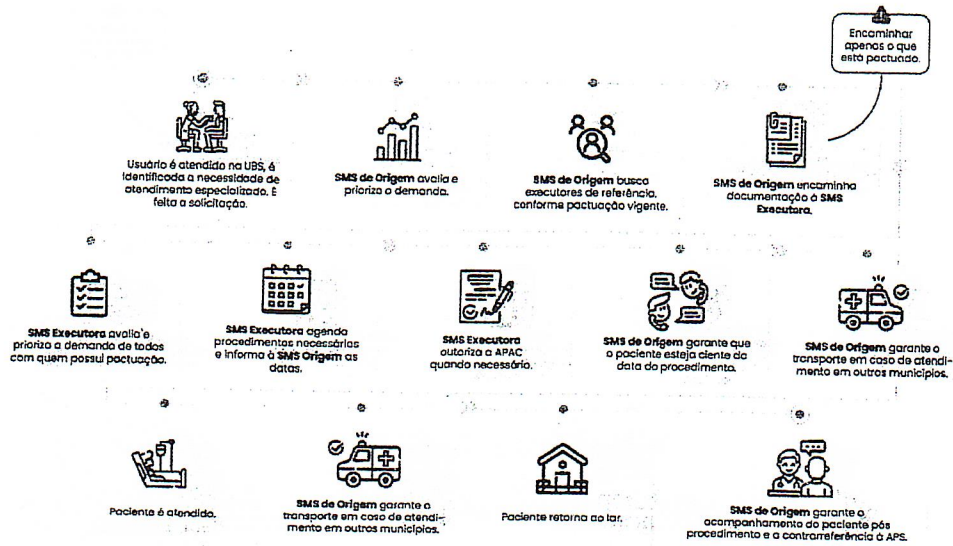 Encaminhar
apenas o que
está pactuado.
Usuário é atendido na UBS, é
identificada a necessidade de
atendimento especializado. É
feita a solicitação.
SMS de Origem avalia e
prioriza a demanda.
SMS de Origem busca
executores de referência,
conforme pactuação vigente.
SMS de Origem encaminha
documentação à SMS
Executora.
SMS Executora avalia e
prioriza a demanda de todos
com quem possui pactuação.
SMS Executora agenda
procedimentos necessários
e informa à SMS Origem as
datas.
SMS Executora
autoriza a APAC
quando necessário.
SMS de Origem garante que
o paciente esteja ciente da
data do procedimento.
SMS de Origem garante o
transporte em caso de atendi-
mento em outros municípios.
Paciente é atendido.
SMS de Origem garante o
transporte em caso de atendi-
mento em outros municípios.
Paciente retorna ao lar.
SMS de Origem garante o
acompanhamento do paciente pós
procedimento e a contrarreferência à APS.